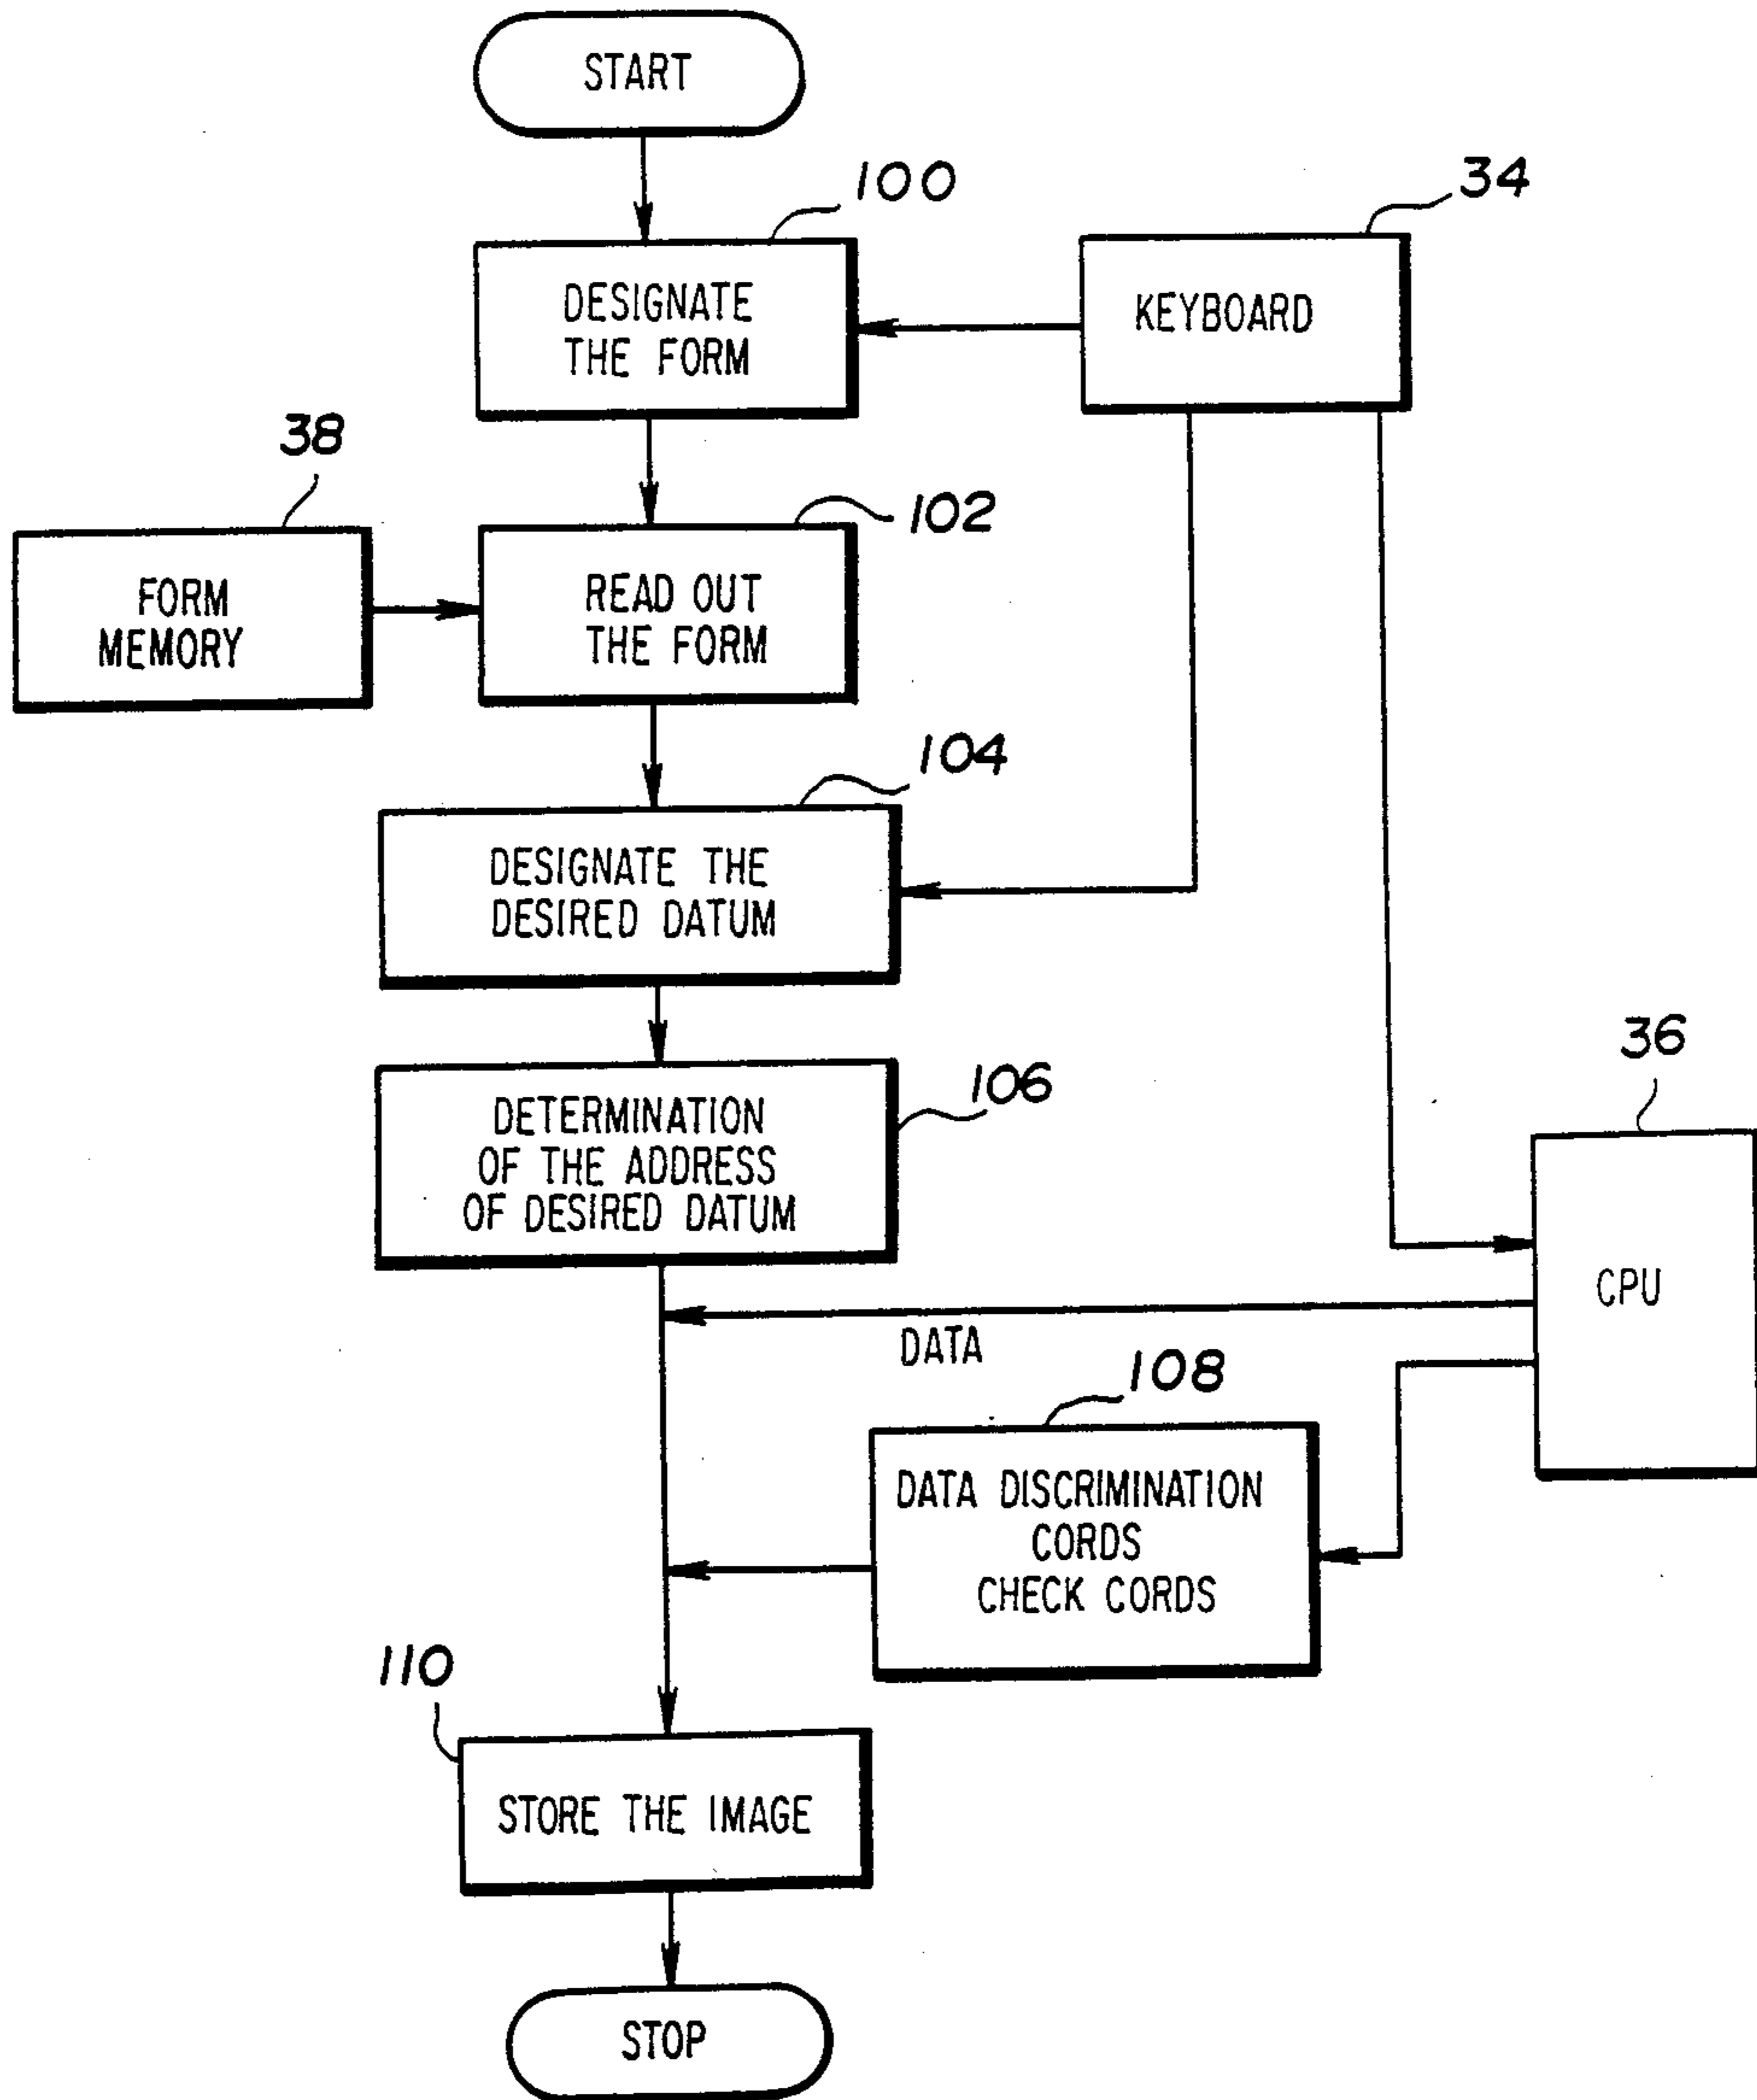 START
100
34
DESIGNATE
THE FORM
KEYBOARD
38
102
FORM
MEMORY
READ OUT
THE FORM
104
DESIGNATE THE
DESIRED DATUM
36
106
DETERMINATION
OF THE ADDRESS
OF DESIRED DATUM
CPU
DATA
108
DATA DISCRIMINATION
CORDS
CHECK CORDS
110
STORE THE IMAGE
STOP